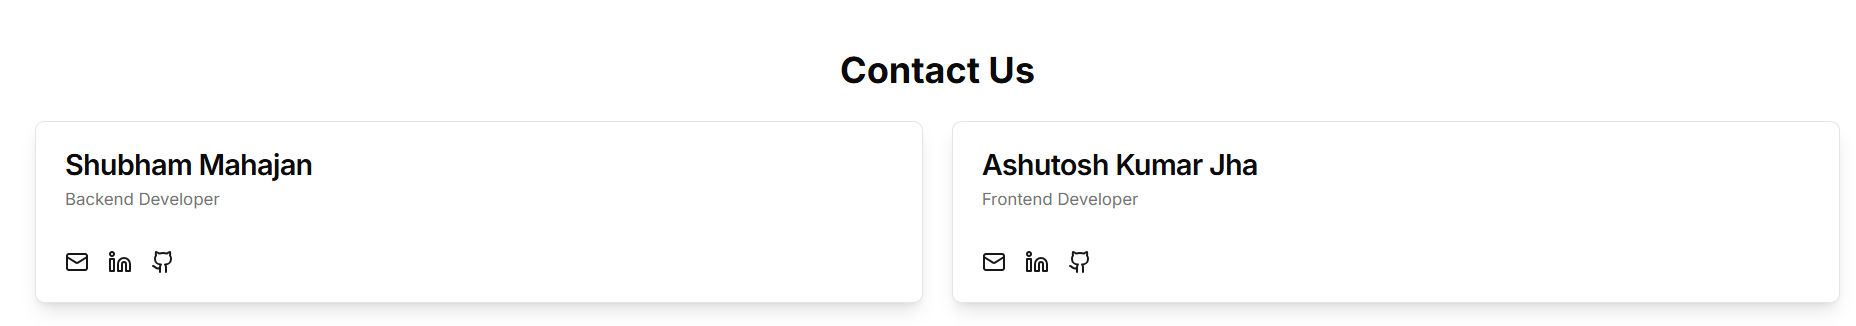 Contact Us
Shubham Mahajan
Backend Developer
Ashutosh Kumar Jha
Frontend Developer